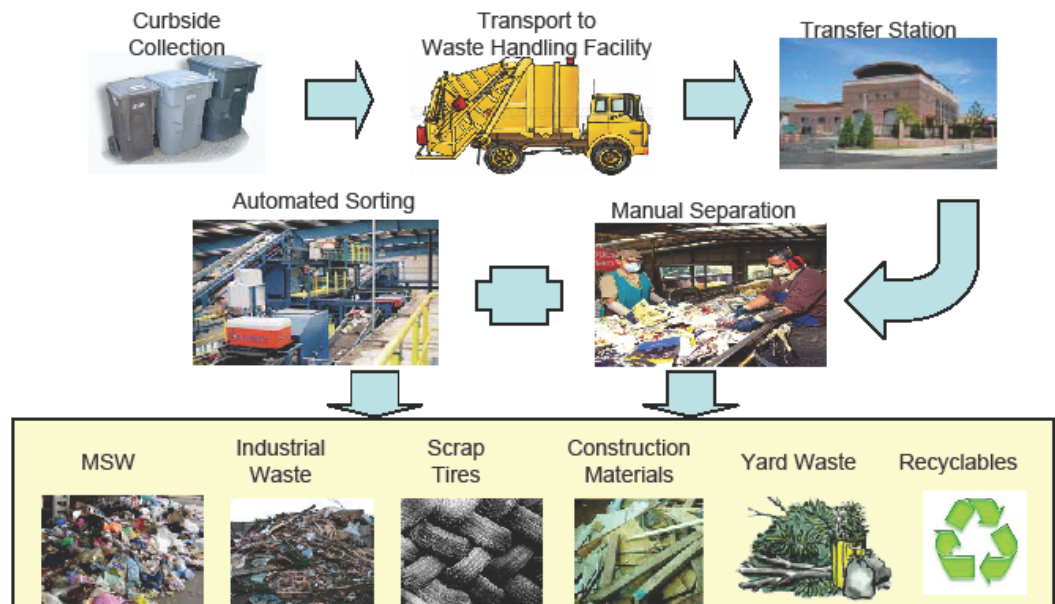 Curbside
Collection
Transport to
Waste Handling Facility
Transfer Station
Automated Sorting
Manual Separation
MSW
Industrial
Waste
Scrap
Tires
Construction
Materials
Yard Waste
Recyclables